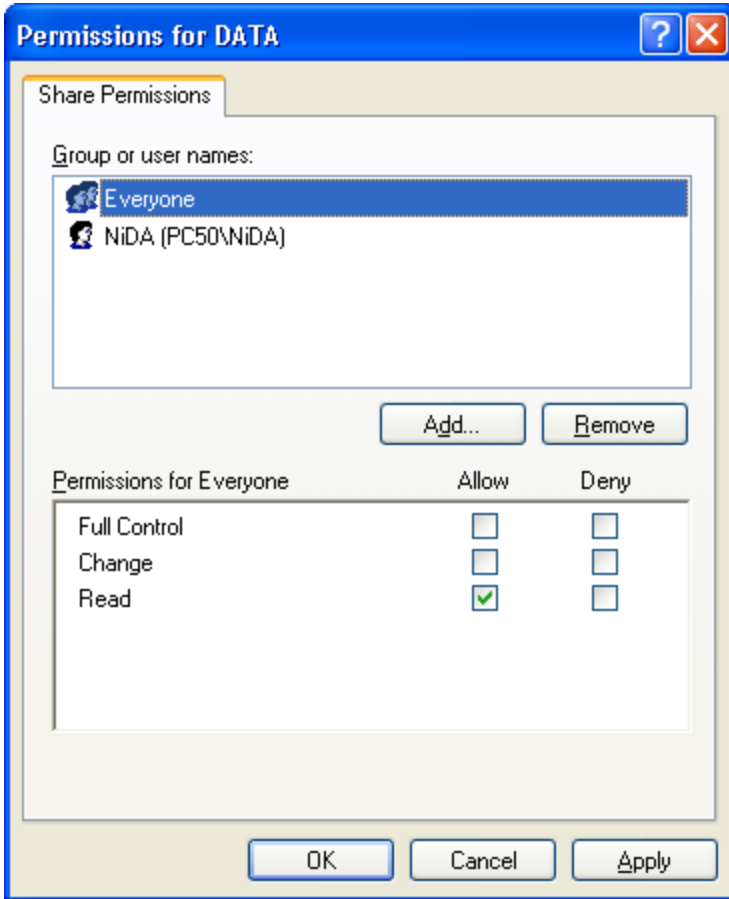 Permissions for DATA
Share Permissions
Group or user names:
Everyone
NiDA (PC50\NiDA)
Add... Remove
Permissions for Everyone Allow Deny
Full Control
Change
Read
OK Cancel Apply